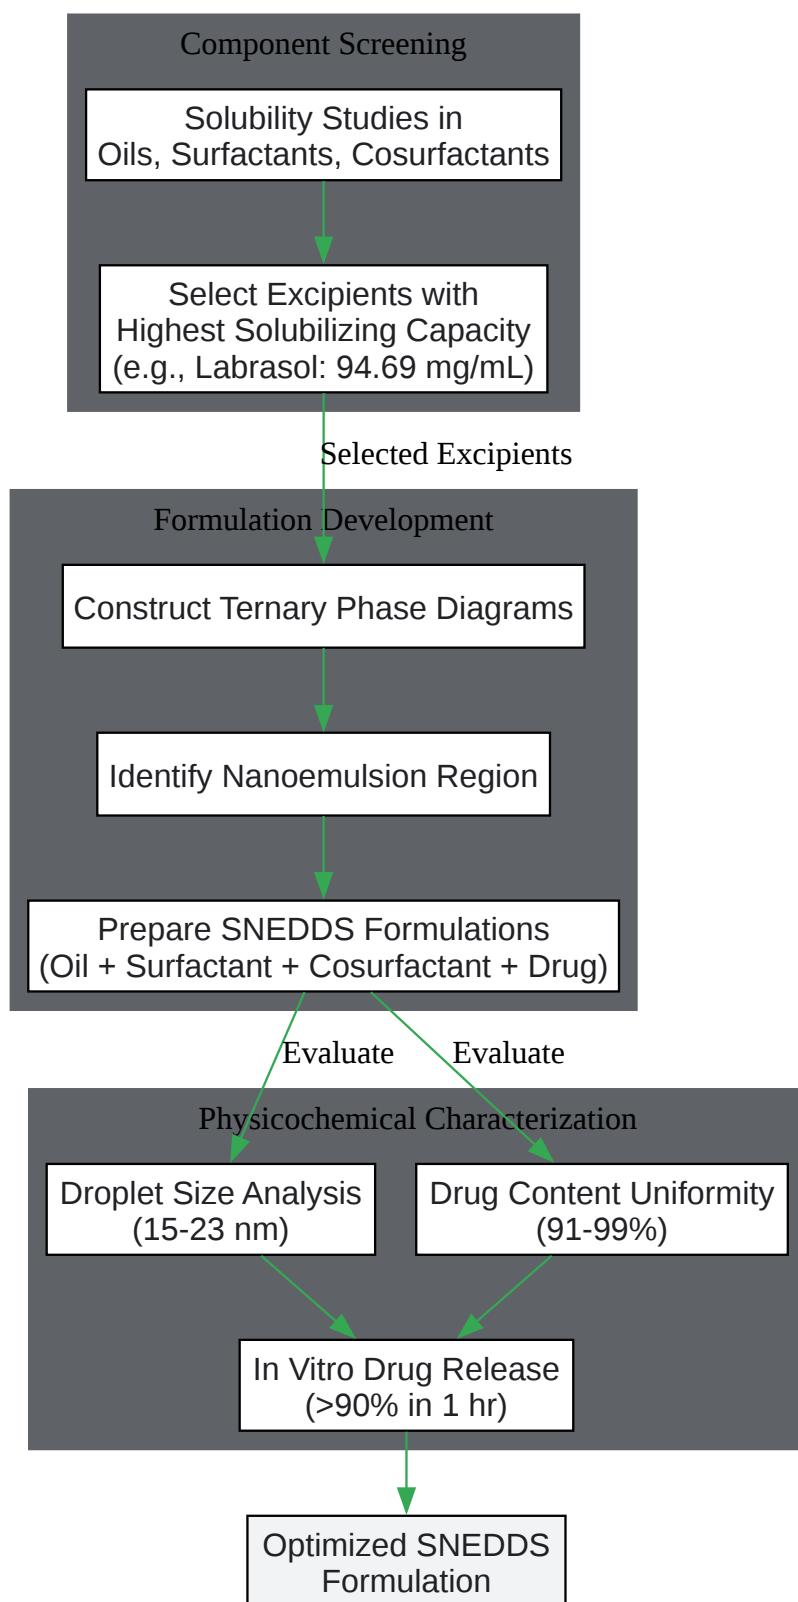 Component Screening
Solubility Studies in
Oils, Surfactants, Cosurfactants
Select Excipients with
Highest Solubilizing Capacity
(e.g., Labrasol: 94.69 mg/mL)
Selected Excipients
Formulation Development
Construct Ternary Phase Diagrams
Identify Nanoemulsion Region
Prepare SNEDDS Formulations
(Oil + Surfactant + Cosurfactant + Drug)
Evaluate
Evaluate
Physicochemical Characterization
Droplet Size Analysis
(15-23 nm)
Drug Content Uniformity
(91-99%)
In Vitro Drug Release
(>90% in 1 hr)
Optimized SNEDDS
Formulation